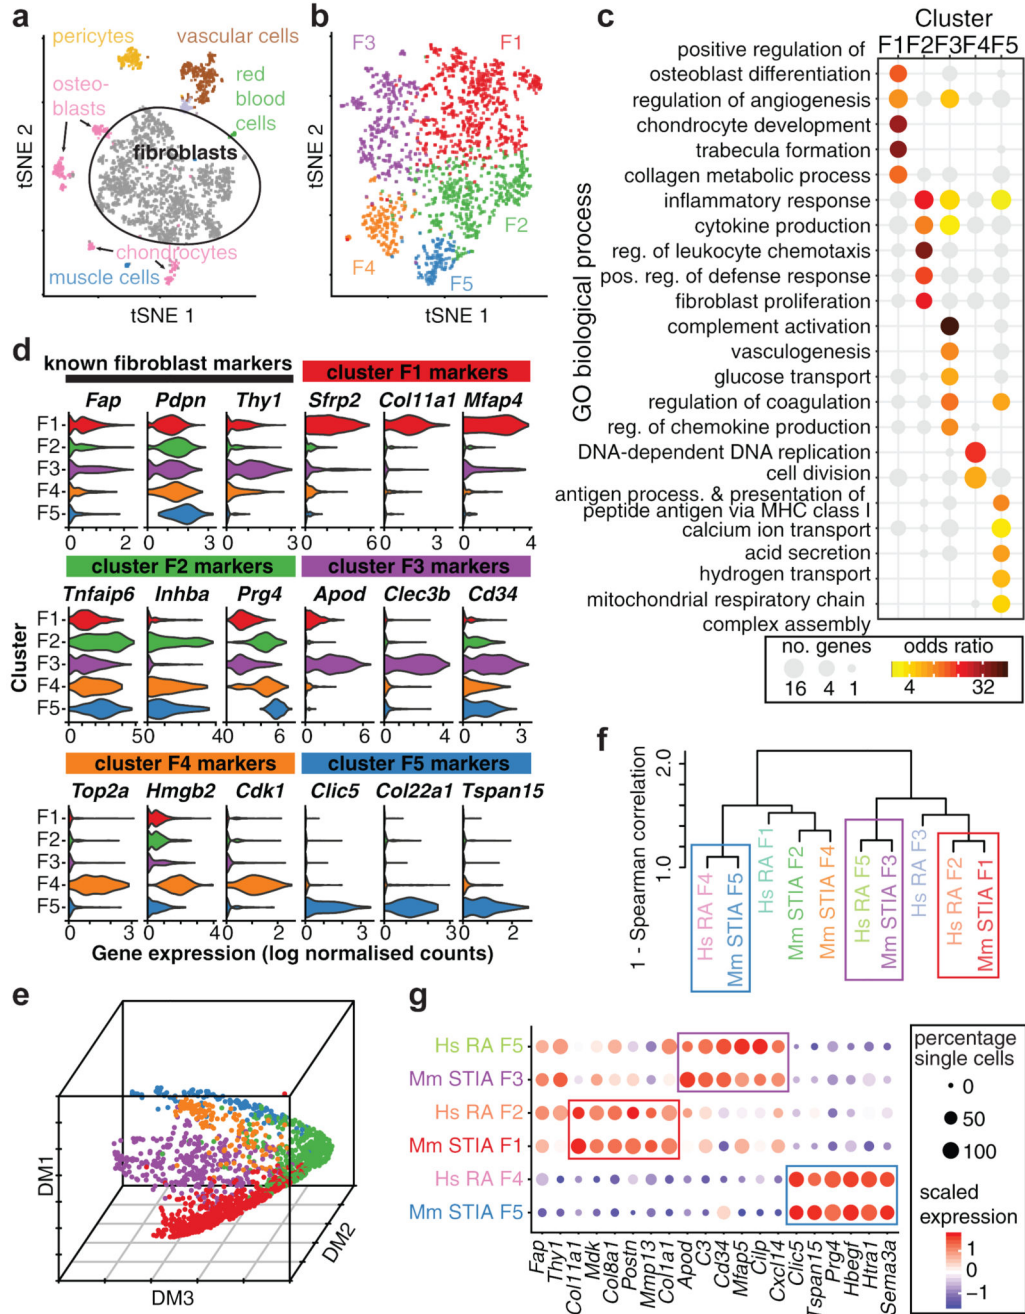 a
pericytes
vascular cells
osteo-
blasts
red
blood
cells
fibroblasts
chondrocytes
muscle cells
tSNE 2
tSNE 1
b
F3
F1
F2
F4
F5
tSNE 2
tSNE 1
c
Cluster
F1 F2 F3 F4 F5
GO biological process
positive regulation of
osteoblast differentiation
regulation of angiogenesis
chondrocyte development
trabecula formation
collagen metabolic process
inflammatory response
cytokine production
reg. of leukocyte chemotaxis
pos. reg. of defense response
fibroblast proliferation
complement activation
vasculogenesis
glucose transport
regulation of coagulation
reg. of chemokine production
DNA-dependent DNA replication
cell division
antigen process. & presentation of
peptide antigen via MHC class I
calcium ion transport
acid secretion
hydrogen transport
mitochondrial respiratory chain
complex assembly
no. genes
16 4 1
odds ratio
4 32
d
known fibroblast markers
cluster F1 markers
Fap Pdpn Thy1 Sfrp2 Col11a1 Mfap4
F1
F2
F3
F4
F5
0 2 0 3 0 3 0 6 0 3 0 4
cluster F2 markers
cluster F3 markers
Tnfaip6 Inhba Prg4 Apod Clec3b Cd34
F1
F2
F3
F4
F5
0 5 0 4 0 6 0 6 0 4 0 3
cluster F4 markers
cluster F5 markers
Top2a Hmgb2 Cdk1 Clic5 Col22a1 Tspan15
F1
F2
F3
F4
F5
0 3 0 4 0 2 0 3 0 3 0 2
Cluster
Gene expression (log normalised counts)
e
DM1
DM3
DM2
f
1 - Spearman correlation
1.0
2.0
Hs RA F4
Mm STIA F5
Hs RA F1
Mm STIA F2
Mm STIA F4
Hs RA F5
Mm STIA F3
Hs RA F3
Hs RA F2
Mm STIA F1
g
Hs RA F5
Mm STIA F3
Hs RA F2
Mm STIA F1
Hs RA F4
Mm STIA F5
Fap
Thy1
Col11a1
Mdk
Col8a1
Postn
Mmp13
Col1a1
Apod
C3
Cd34
Mfap5
Clip
Cxcl14
Clic5
Tspan15
Prg4
Hbegf
Htra1
Sema3a
percentage
single cells
0
50
100
scaled
expression
1
0
−1